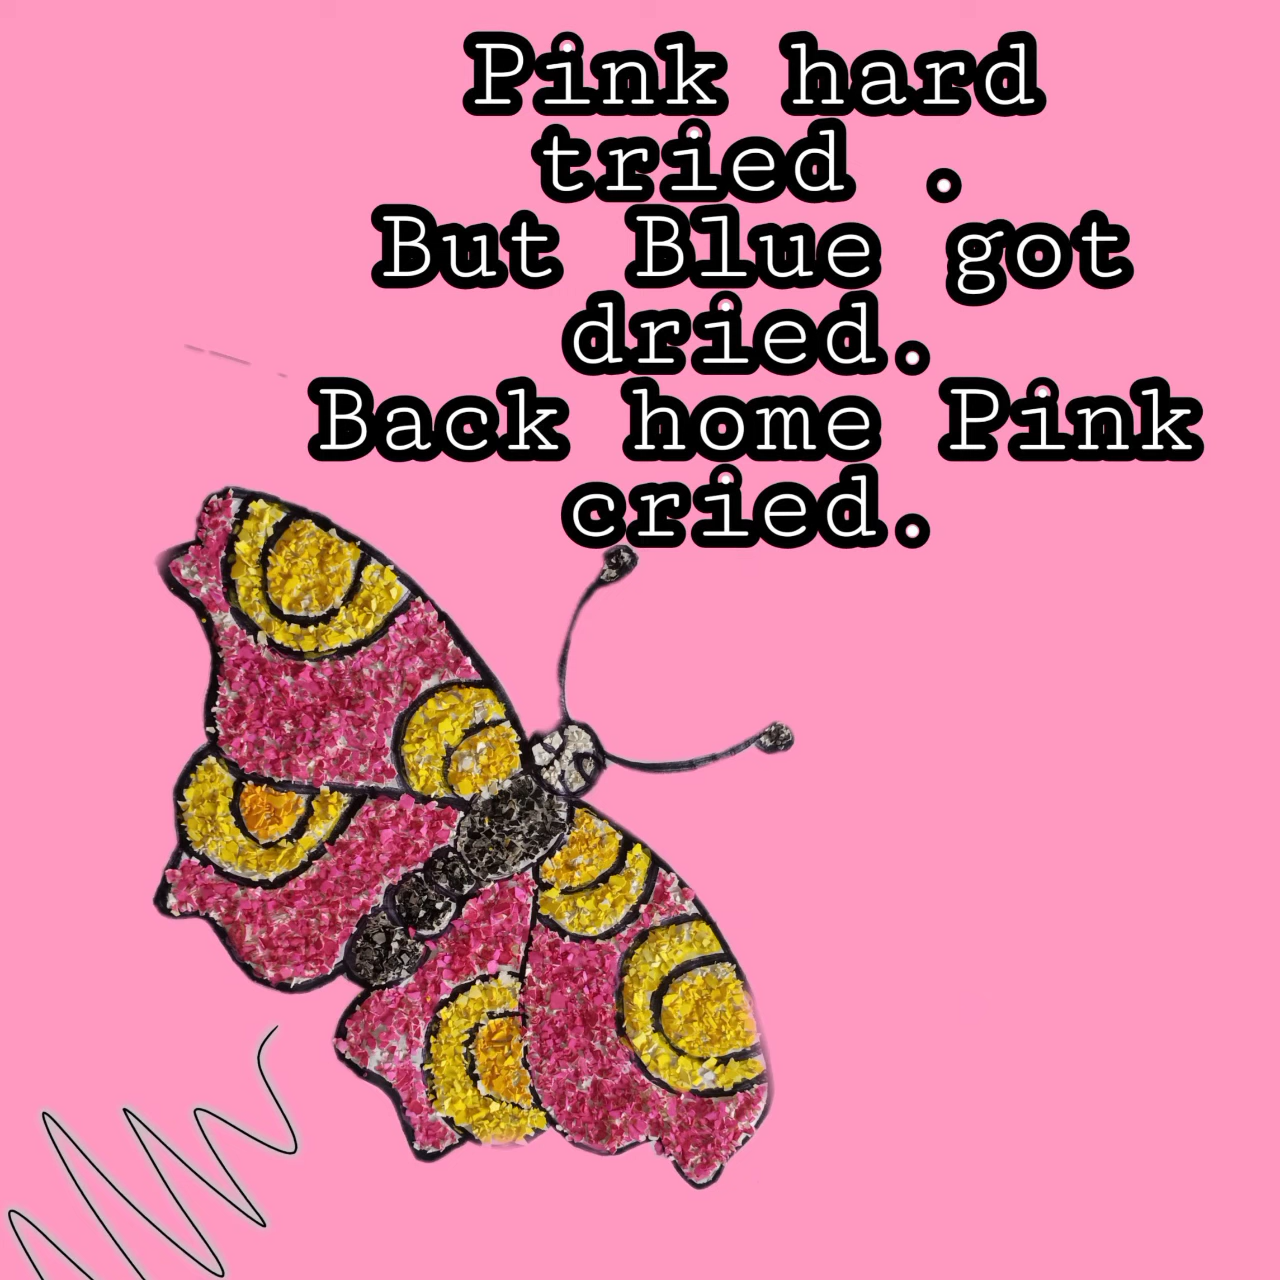 Pink hard
tried .
But Blue got
dried.
Back home Pink
cried.